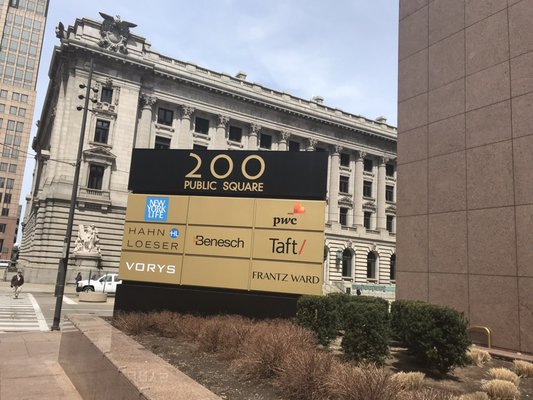 200
PUBLIC SQUARE
NEW YORK LIFE
pwc
HAHN HL
LOESER
Benesch
Taft/
VORYS
FRANTZ WARD